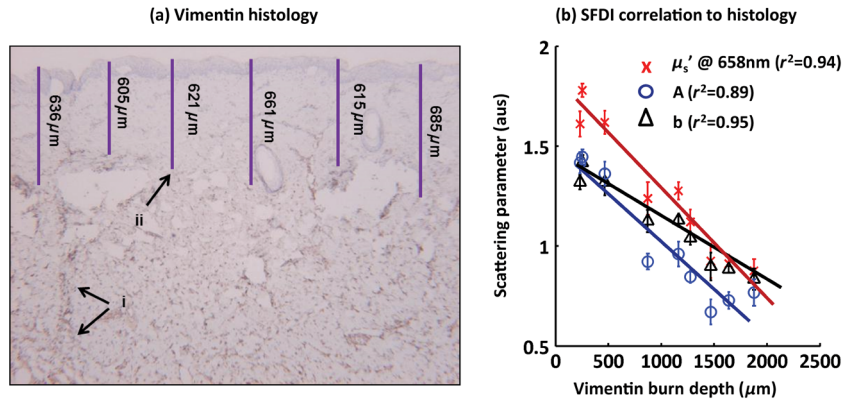 (a) Vimentin histology
636 µm
605 µm
621 µm
661 µm
615 µm
685 µm
ii
i
(b) SFDI correlation to histology
Scattering parameter (aus)
2
1.5
1
0.5
µs' @ 658nm (r²=0.94)
A (r²=0.89)
b (r²=0.95)
0 500 1000 1500 2000 2500
Vimentin burn depth (µm)